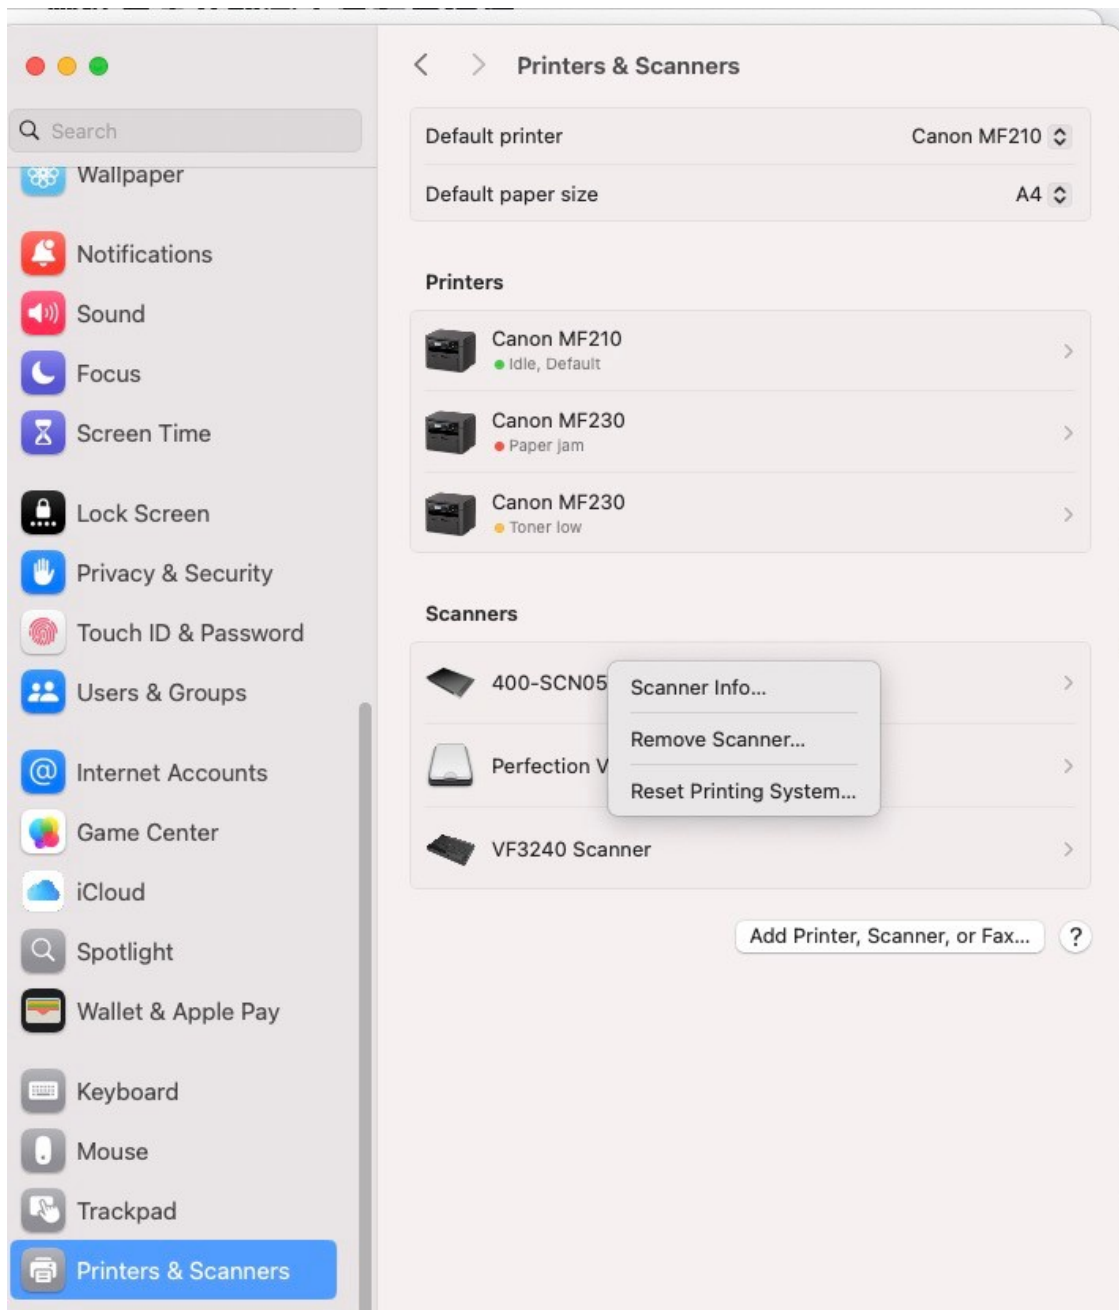 Search
Wallpaper
Notifications
Sound
Focus
Screen Time
Lock Screen
Privacy & Security
Touch ID & Password
Users & Groups
Internet Accounts
Game Center
iCloud
Spotlight
Wallet & Apple Pay
Keyboard
Mouse
Trackpad
Printers & Scanners
Printers & Scanners
Default printer Canon MF210
Default paper size A4
Printers
Canon MF210
Idle, Default
Canon MF230
Paper jam
Canon MF230
Toner low
Scanners
400-SCN05
Perfection V
VF3240 Scanner
Scanner Info...
Remove Scanner...
Reset Printing System...
Add Printer, Scanner, or Fax... ?